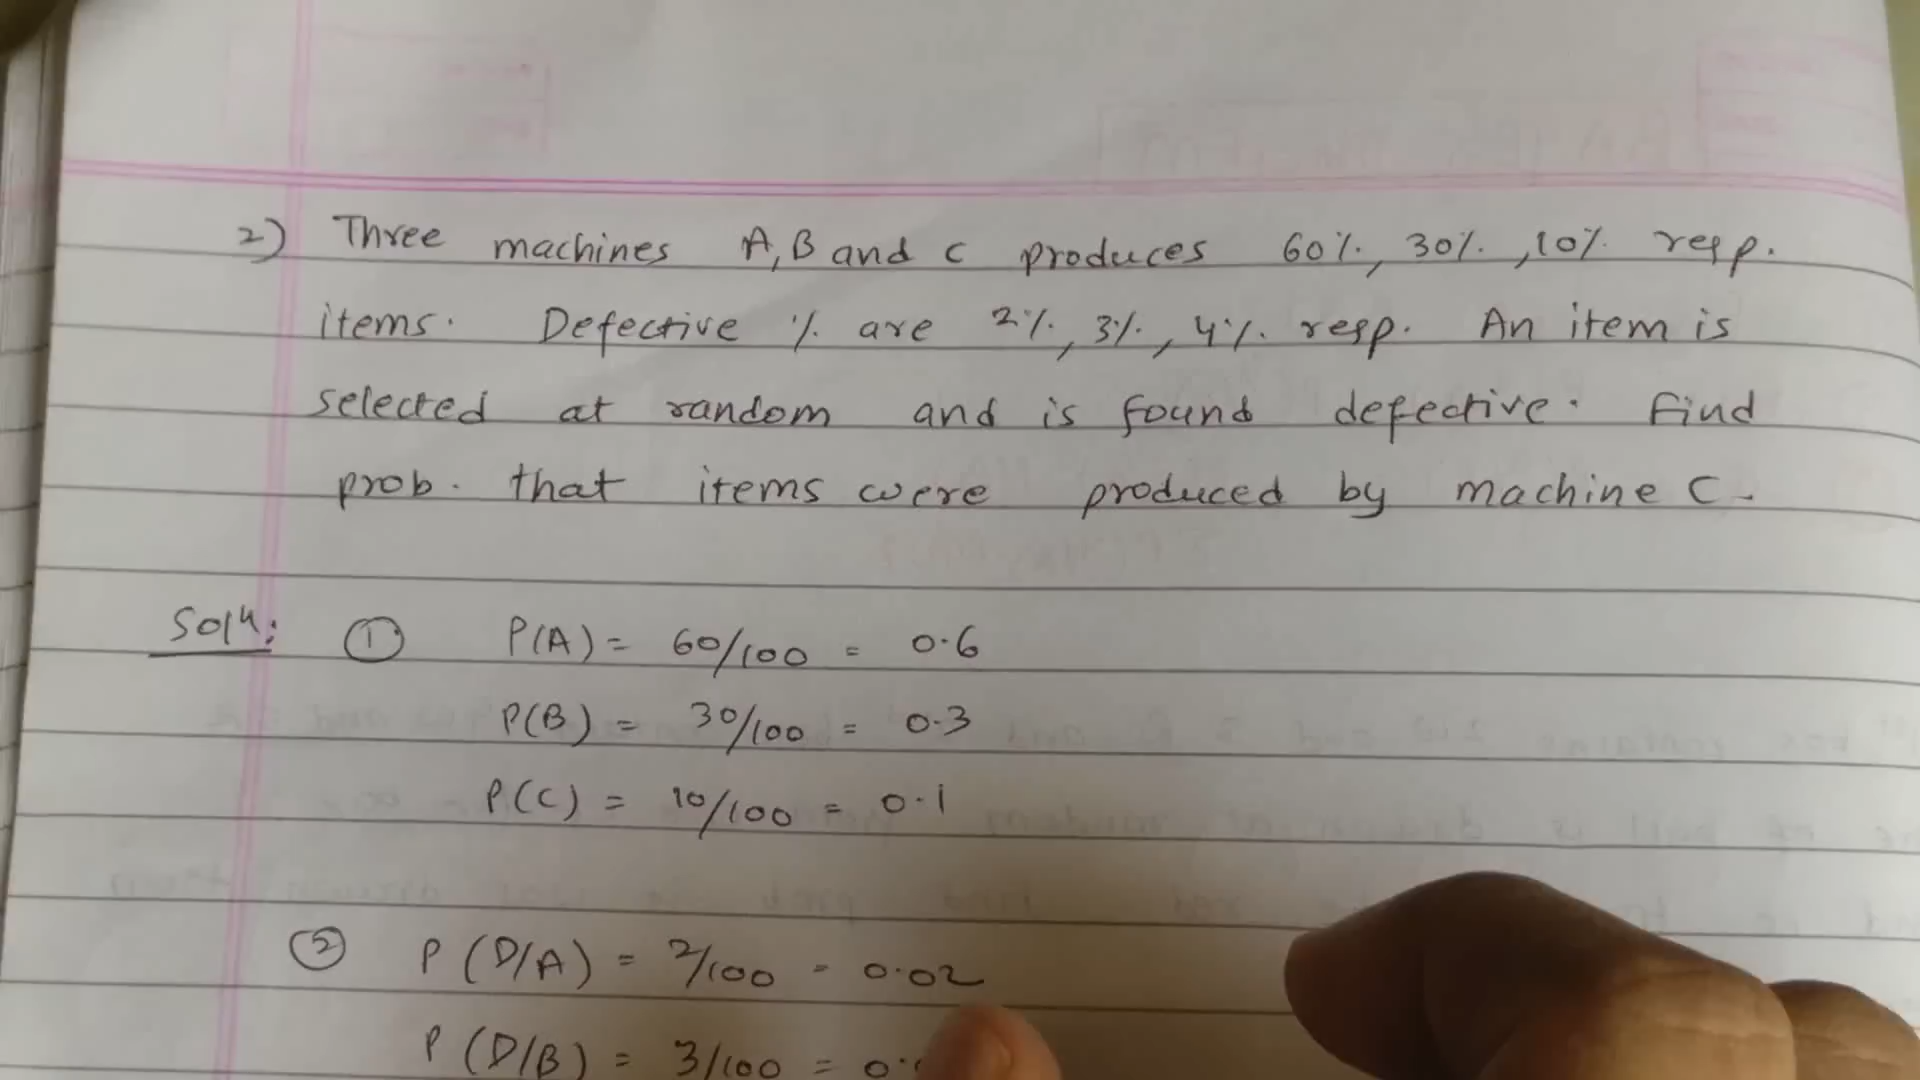 2) Three machines A, B and C produces 60%, 30%, 10% resp.
items. Defective % are 2%, 3%, 4% resp. An item is
selected at random and is found defective. Find
prob. that items were produced by machine C.
Soln: ① P(A) = 60/100 = 0.6
P(B) = 30/100 = 0.3
P(C) = 10/100 = 0.1
② P(D/A) = 2/100 = 0.02
P(D/B) = 3/100 = 0.